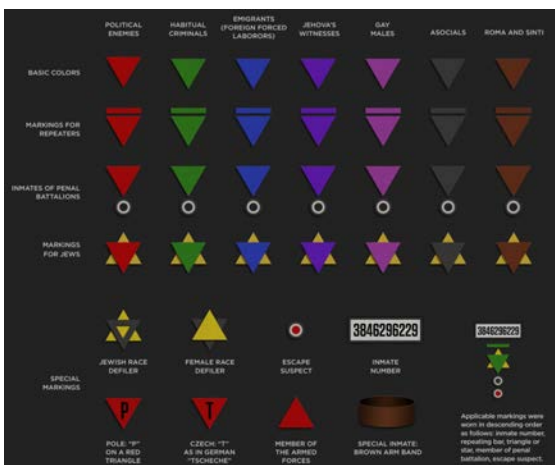 POLITICAL
ENEMIES
HABITUAL
CRIMINALS
EMIGRANTS
(FOREIGN FORCED
LABORORS)
JEHOVA'S
WITNESSES
GAY
MALES
ASOCIALS
ROMA AND SINTI
BASIC COLORS
MARKINGS FOR
REPEATERS
INMATES OF PENAL
BATTALIONS
MARKINGS
FOR JEWS
SPECIAL
MARKINGS
JEWISH RACE
DEFILER
FEMALE RACE
DEFILER
ESCAPE
SUSPECT
3846296229
INMATE
NUMBER
3846296229
P
POLE: "P"
ON A RED
TRIANGLE
T
CZECH: "T"
AS IN GERMAN
"TSCHECHE"
MEMBER OF
THE ARMED
FORCES
SPECIAL INMATE:
BROWN ARM BAND
Applicable markings were
worn in descending order
as follows: inmate number,
repeating bar, triangle or
star, member of penal
battalion, escape suspect.